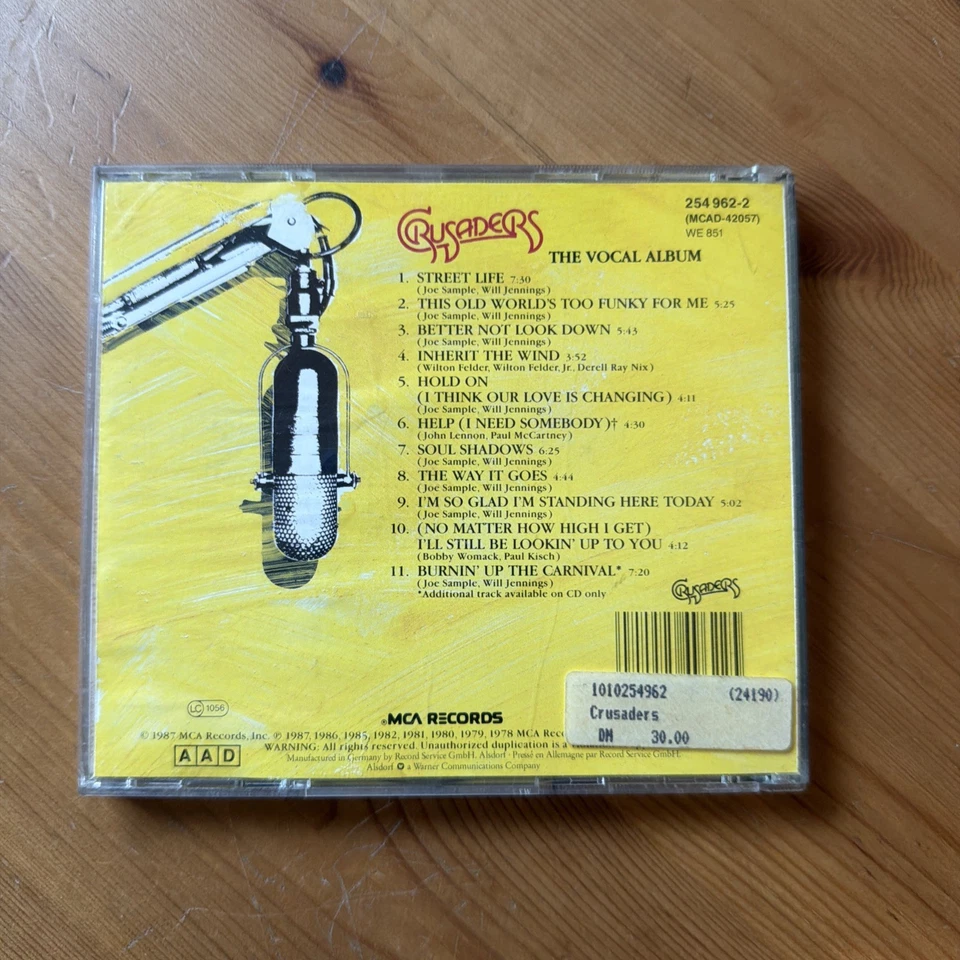 CRUSADERS
254 962-2
(MCAD-42057)
WE 851
THE VOCAL ALBUM
1. STREET LIFE 7:30
(Joe Sample, Will Jennings)
2. THIS OLD WORLD'S TOO FUNKY FOR ME 5:25
(Joe Sample, Will Jennings)
3. BETTER NOT LOOK DOWN 5:43
(Joe Sample, Will Jennings)
4. INHERIT THE WIND 3:52
(Wilton Felder, Wilton Felder, Jr., Derell Ray Nix)
5. HOLD ON
(I THINK OUR LOVE IS CHANGING) 4:11
(Joe Sample, Will Jennings)
6. HELP (I NEED SOMEBODY)† 4:30
(John Lennon, Paul McCartney)
7. SOUL SHADOWS 6:25
(Joe Sample, Will Jennings)
8. THE WAY IT GOES 4:44
(Joe Sample, Will Jennings)
9. I'M SO GLAD I'M STANDING HERE TODAY 5:02
(Joe Sample, Will Jennings)
10. (NO MATTER HOW HIGH I GET)
I'LL STILL BE LOOKIN' UP TO YOU 4:12
(Bobby Womack, Paul Kisch)
11. BURNIN' UP THE CARNIVAL* 7:20
(Joe Sample, Will Jennings)
*Additional track available on CD only
CRUSADERS
1010254962 (24190)
Crusaders
DM 30.00
LC 1056
MCA RECORDS
© 1987 MCA Records, Inc. ℗ 1987, 1986, 1985, 1982, 1981, 1980, 1979, 1978 MCA
WARNING: All rights reserved. Unauthorized duplication is a
AAD
Manufactured in Germany by Record Service GmbH. Alsdorf · Pressé en Allemagne par Record Service GmbH.
Alsdorf a Warner Communications Company